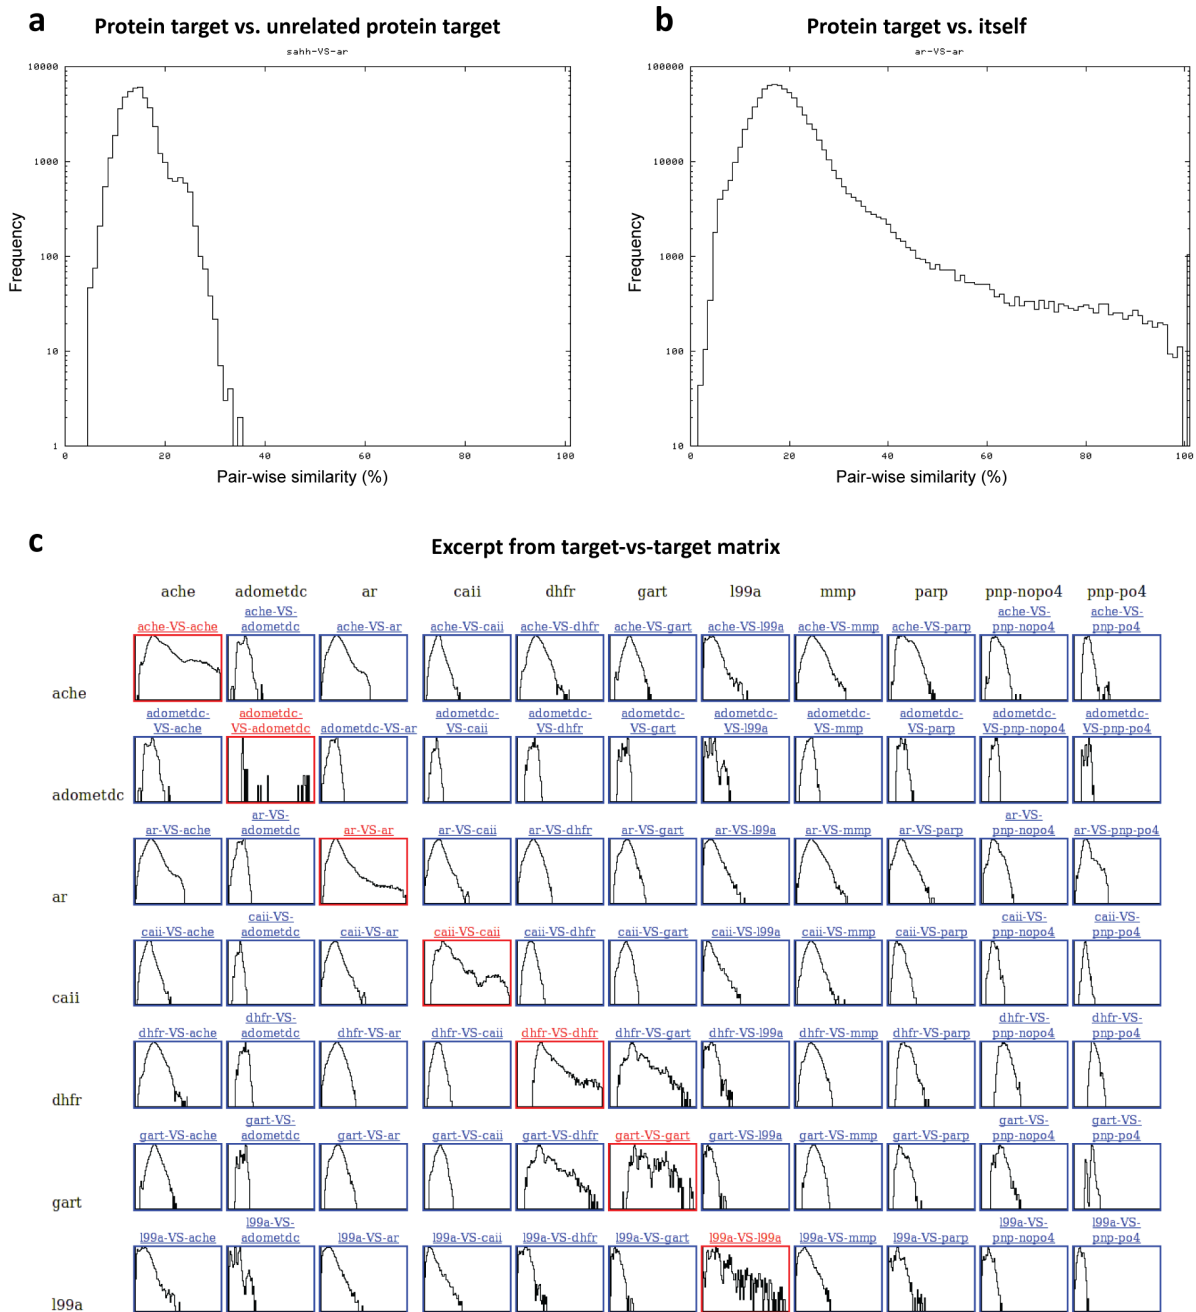 a Protein target vs. unrelated protein target
b Protein target vs. itself
sahh-VS-ar
ar-VS-ar
10000
1000
100
10
1
Frequency
0 20 40 60 80 100
Pair-wise similarity (%)
100000
10000
1000
100
10
Frequency
0 20 40 60 80 100
Pair-wise similarity (%)
c Excerpt from target-vs-target matrix
ache adometdc ar caii dhfr gart l99a mmp parp pnp-nopo4 pnp-po4
ache-VS-ache ache-VS-adometdc ache-VS-ar ache-VS-caii ache-VS-dhfr ache-VS-gart ache-VS-l99a ache-VS-mmp ache-VS-parp ache-VS-pnp-nopo4 ache-VS-pnp-po4
ache
adometdc-VS-ache adometdc-VS-adometdc adometdc-VS-ar adometdc-VS-caii adometdc-VS-dhfr adometdc-VS-gart adometdc-VS-l99a adometdc-VS-mmp adometdc-VS-parp adometdc-VS-pnp-nopo4 adometdc-VS-pnp-po4
adometdc
ar-VS-ache ar-VS-adometdc ar-VS-ar ar-VS-caii ar-VS-dhfr ar-VS-gart ar-VS-l99a ar-VS-mmp ar-VS-parp ar-VS-pnp-nopo4 ar-VS-pnp-po4
ar
caii-VS-ache caii-VS-adometdc caii-VS-ar caii-VS-caii caii-VS-dhfr caii-VS-gart caii-VS-l99a caii-VS-mmp caii-VS-parp caii-VS-pnp-nopo4 caii-VS-pnp-po4
caii
dhfr-VS-ache dhfr-VS-adometdc dhfr-VS-ar dhfr-VS-caii dhfr-VS-dhfr dhfr-VS-gart dhfr-VS-l99a dhfr-VS-mmp dhfr-VS-parp dhfr-VS-pnp-nopo4 dhfr-VS-pnp-po4
dhfr
gart-VS-ache gart-VS-adometdc gart-VS-ar gart-VS-caii gart-VS-dhfr gart-VS-gart gart-VS-l99a gart-VS-mmp gart-VS-parp gart-VS-pnp-nopo4 gart-VS-pnp-po4
gart
l99a-VS-ache l99a-VS-adometdc l99a-VS-ar l99a-VS-caii l99a-VS-dhfr l99a-VS-gart l99a-VS-l99a l99a-VS-mmp l99a-VS-parp l99a-VS-pnp-nopo4 l99a-VS-pnp-po4
l99a